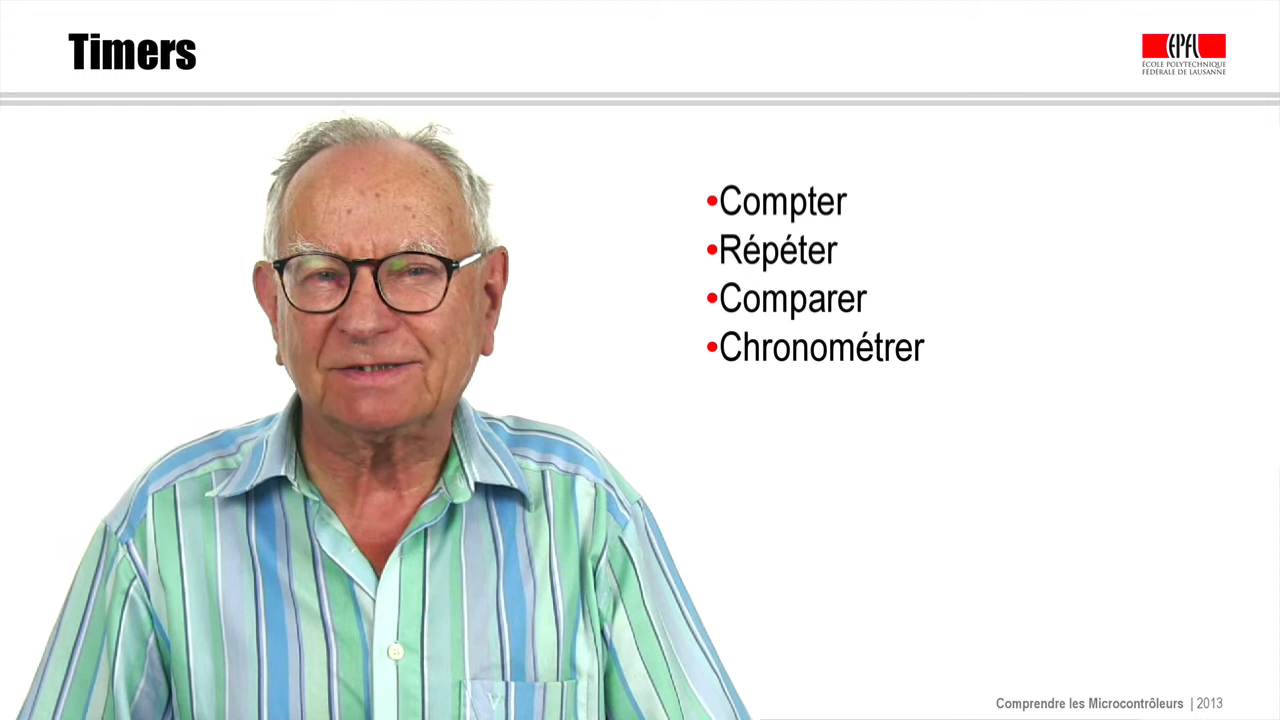 Timers
EPFL
ÉCOLE POLYTECHNIQUE
FÉDÉRALE DE LAUSANNE
•Compter
•Répéter
•Comparer
•Chronométrer
Comprendre les Microcontrôleurs | 2013